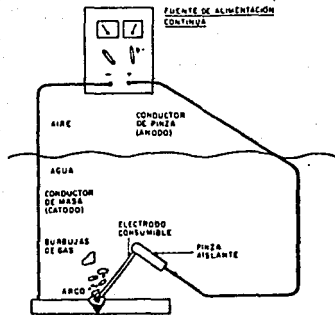 FUENTE DE ALIMENTACIÓN
CONTINUA
AIRE
CONDUCTOR
DE PINZA
(ANODO)
AGUA
CONDUCTOR
DE MASA
(CATODO)
ELECTRODO
CONSUMIBLE
BURBUJAS
DE GAS
PINZA
AISLANTE
ARCO